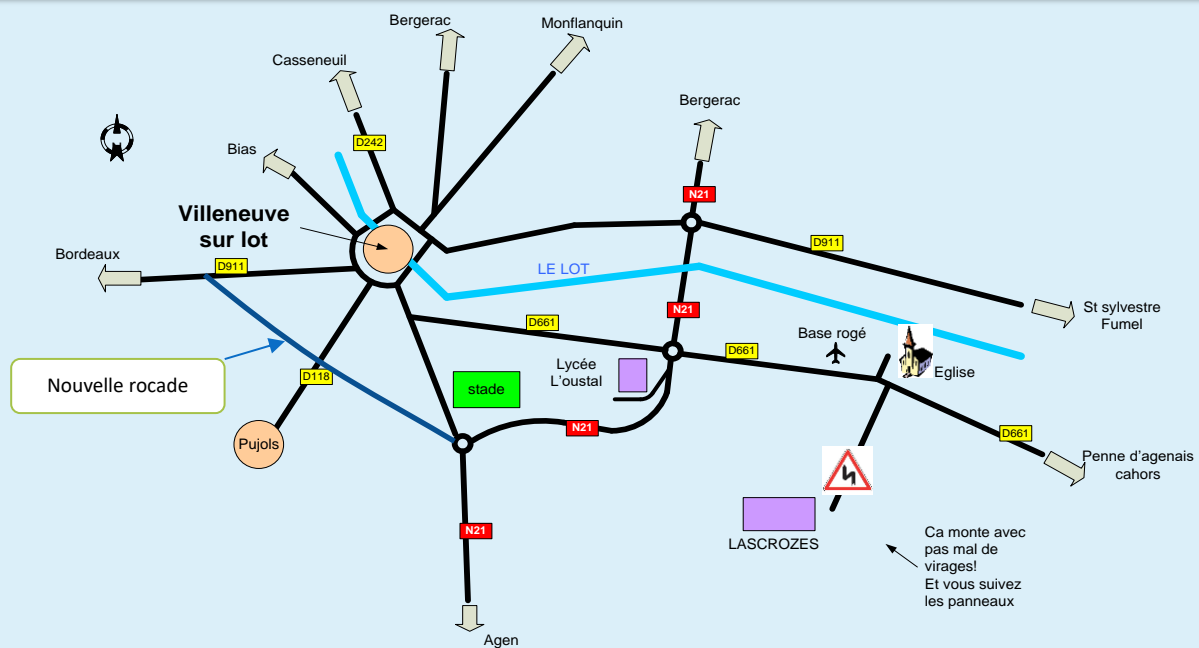 Bergerac
Monflanquin
Casseneuil
Bergerac
D242
Bias
N21
Villeneuve
sur lot
D911
Bordeaux
D911
LE LOT
St sylvestre
Fumel
N21
D661
Base rogé
D661
Lycée
L'oustal
Eglise
Nouvelle rocade
D118
stade
N21
D661
Pujols
Penne d'agenais
cahors
N21
LASCROZES
Ca monte avec
pas mal de
virages!
Et vous suivez
les panneaux
Agen